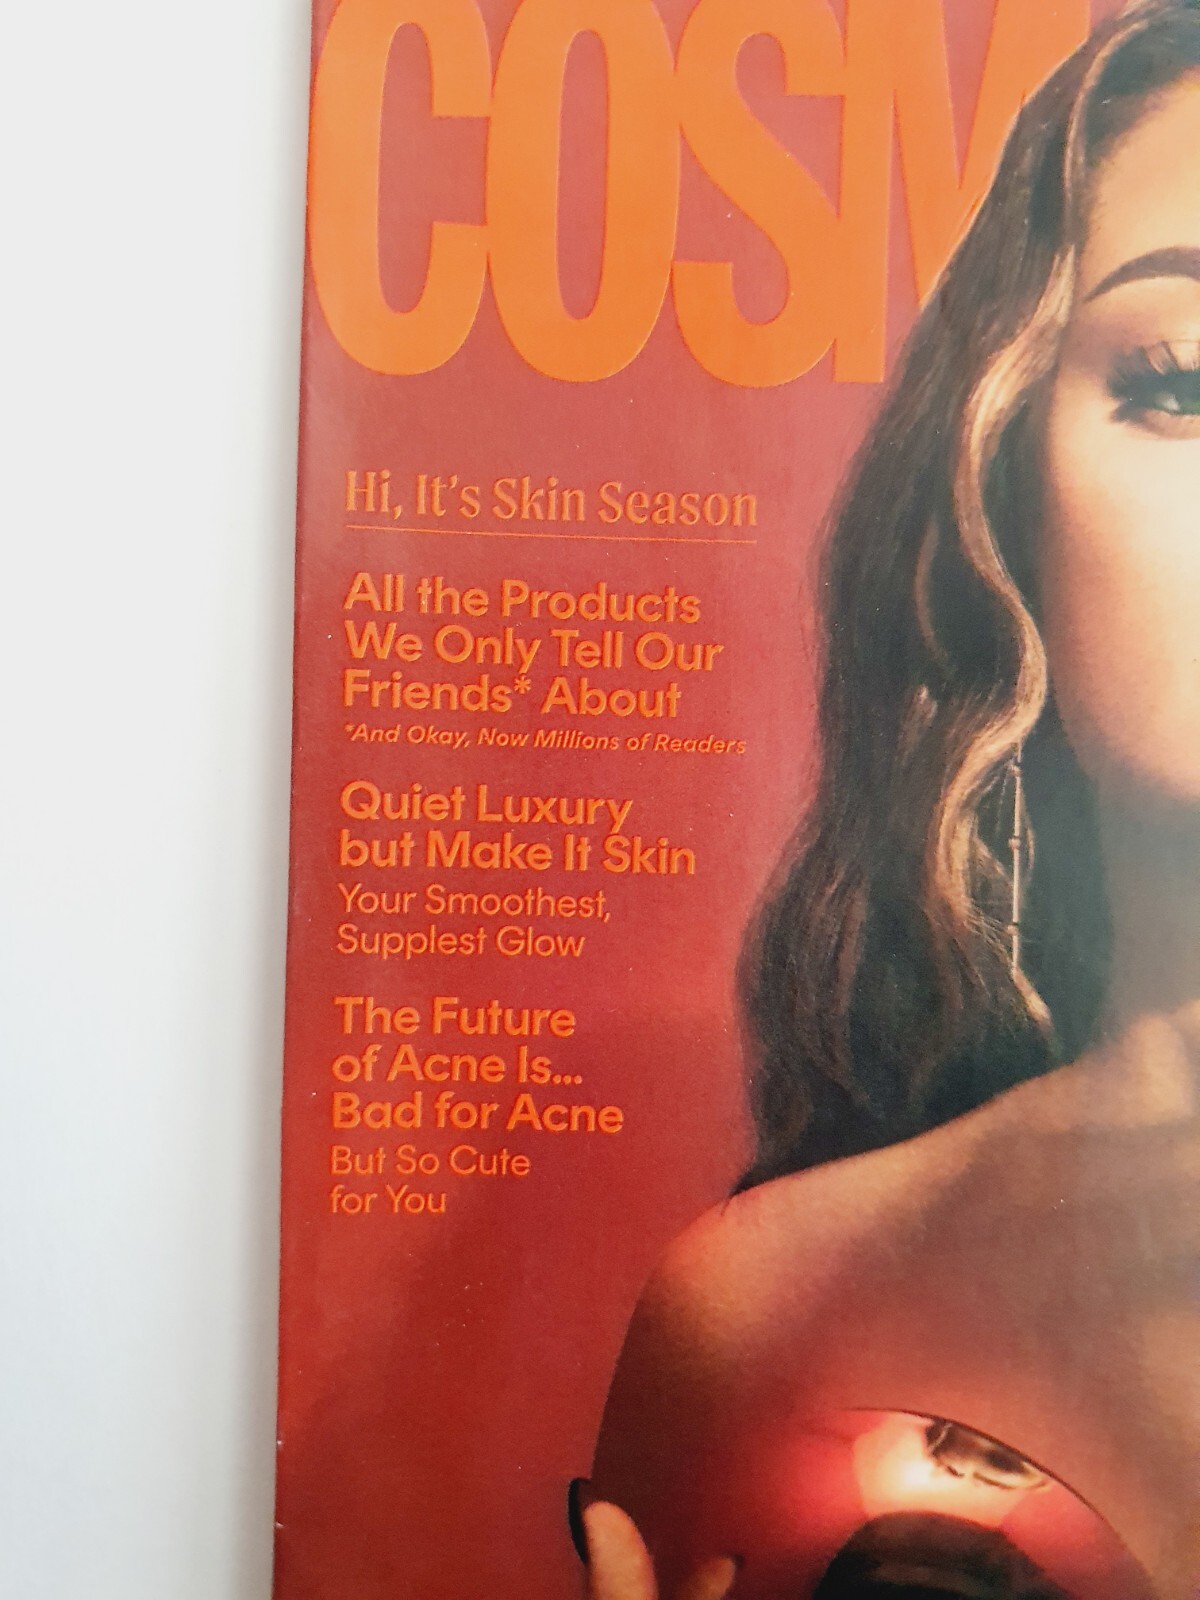 COSM
Hi, It's Skin Season
All the Products
We Only Tell Our
Friends* About
*And Okay, Now Millions of Readers
Quiet Luxury
but Make It Skin
Your Smoothest,
Supplest Glow
The Future
of Acne Is...
Bad for Acne
But So Cute
for You